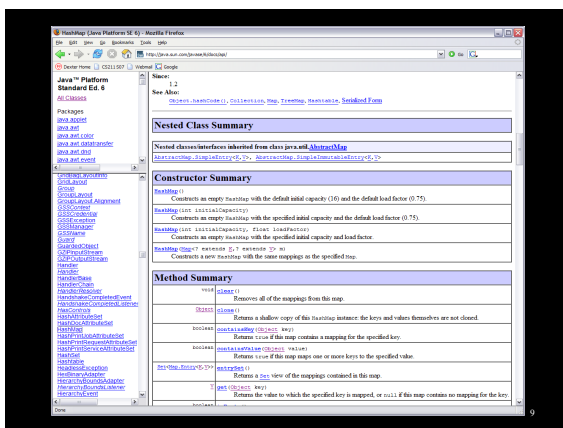 HashMap (Java Platform SE 6) - Mozilla Firefox
File Edit View Go Bookmarks Tools Help
http://java.sun.com/javase/6/docs/api/
Dexter Home CS211 S07 Webmail Google
Java™ Platform
Standard Ed. 6
All Classes
Packages
java.applet
java.awt
java.awt.color
java.awt.datatransfer
java.awt.dnd
java.awt.event
GridBagLayoutInfo
GridLayout
Group
GroupLayout
GroupLayout.Alignment
GSSContext
GSSCredential
GSSException
GSSManager
GSSName
Guard
GuardedObject
GZIPInputStream
GZIPOutputStream
Handler
Handler
HandlerBase
HandlerChain
HandlerResolver
HandshakeCompletedEvent
HandshakeCompletedListener
HasControls
HashAttributeSet
HashDocAttributeSet
HashMap
HashPrintJobAttributeSet
HashPrintRequestAttributeSet
HashPrintServiceAttributeSet
HashSet
Hashtable
HeadlessException
HexBinaryAdapter
HierarchyBoundsAdapter
HierarchyBoundsListener
HierarchyEvent
Since:
1.2
See Also:
Object.hashCode(), Collection, Map, TreeMap, Hashtable, Serialized Form
Nested Class Summary
Nested classes/interfaces inherited from class java.util.AbstractMap
AbstractMap.SimpleEntry<K,V>, AbstractMap.SimpleImmutableEntry<K,V>
Constructor Summary
HashMap()
Constructs an empty HashMap with the default initial capacity (16) and the default load factor (0.75).
HashMap(int initialCapacity)
Constructs an empty HashMap with the specified initial capacity and the default load factor (0.75).
HashMap(int initialCapacity, float loadFactor)
Constructs an empty HashMap with the specified initial capacity and load factor.
HashMap(Map<? extends K,? extends V> m)
Constructs a new HashMap with the same mappings as the specified Map.
Method Summary
void clear()
Removes all of the mappings from this map.
Object clone()
Returns a shallow copy of this HashMap instance: the keys and values themselves are not cloned.
boolean containsKey(Object key)
Returns true if this map contains a mapping for the specified key.
boolean containsValue(Object value)
Returns true if this map maps one or more keys to the specified value.
Set<Map.Entry<K,V>> entrySet()
Returns a Set view of the mappings contained in this map.
V get(Object key)
Returns the value to which the specified key is mapped, or null if this map contains no mapping for the key.
boolean
Done
9